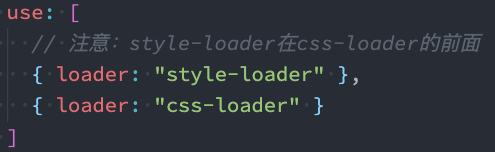 use: [
// 注意：style-loader在css-loader的前面
{ loader: "style-loader" },
{ loader: "css-loader" }
]